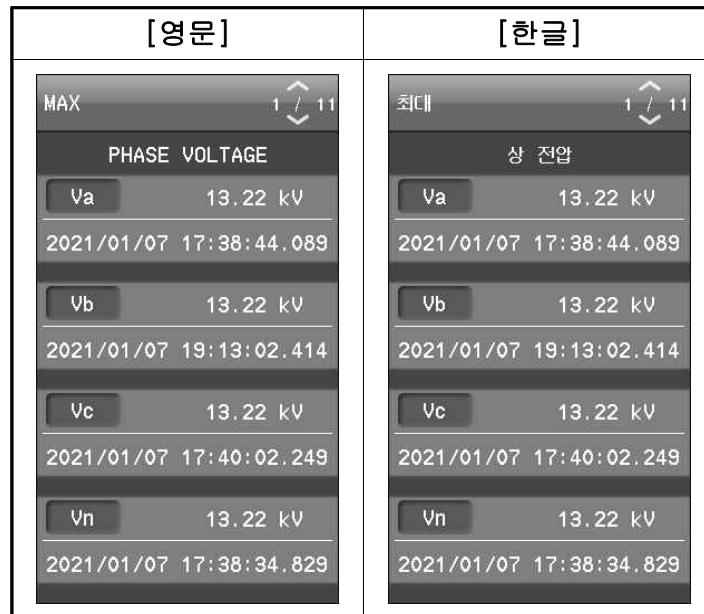 [영문]
[한글]
MAX 1 / 11
PHASE VOLTAGE
Va 13.22 kV
2021/01/07 17:38:44.089
Vb 13.22 kV
2021/01/07 19:13:02.414
Vc 13.22 kV
2021/01/07 17:40:02.249
Vn 13.22 kV
2021/01/07 17:38:34.829
최대 1 / 11
상 전압
Va 13.22 kV
2021/01/07 17:38:44.089
Vb 13.22 kV
2021/01/07 19:13:02.414
Vc 13.22 kV
2021/01/07 17:40:02.249
Vn 13.22 kV
2021/01/07 17:38:34.829